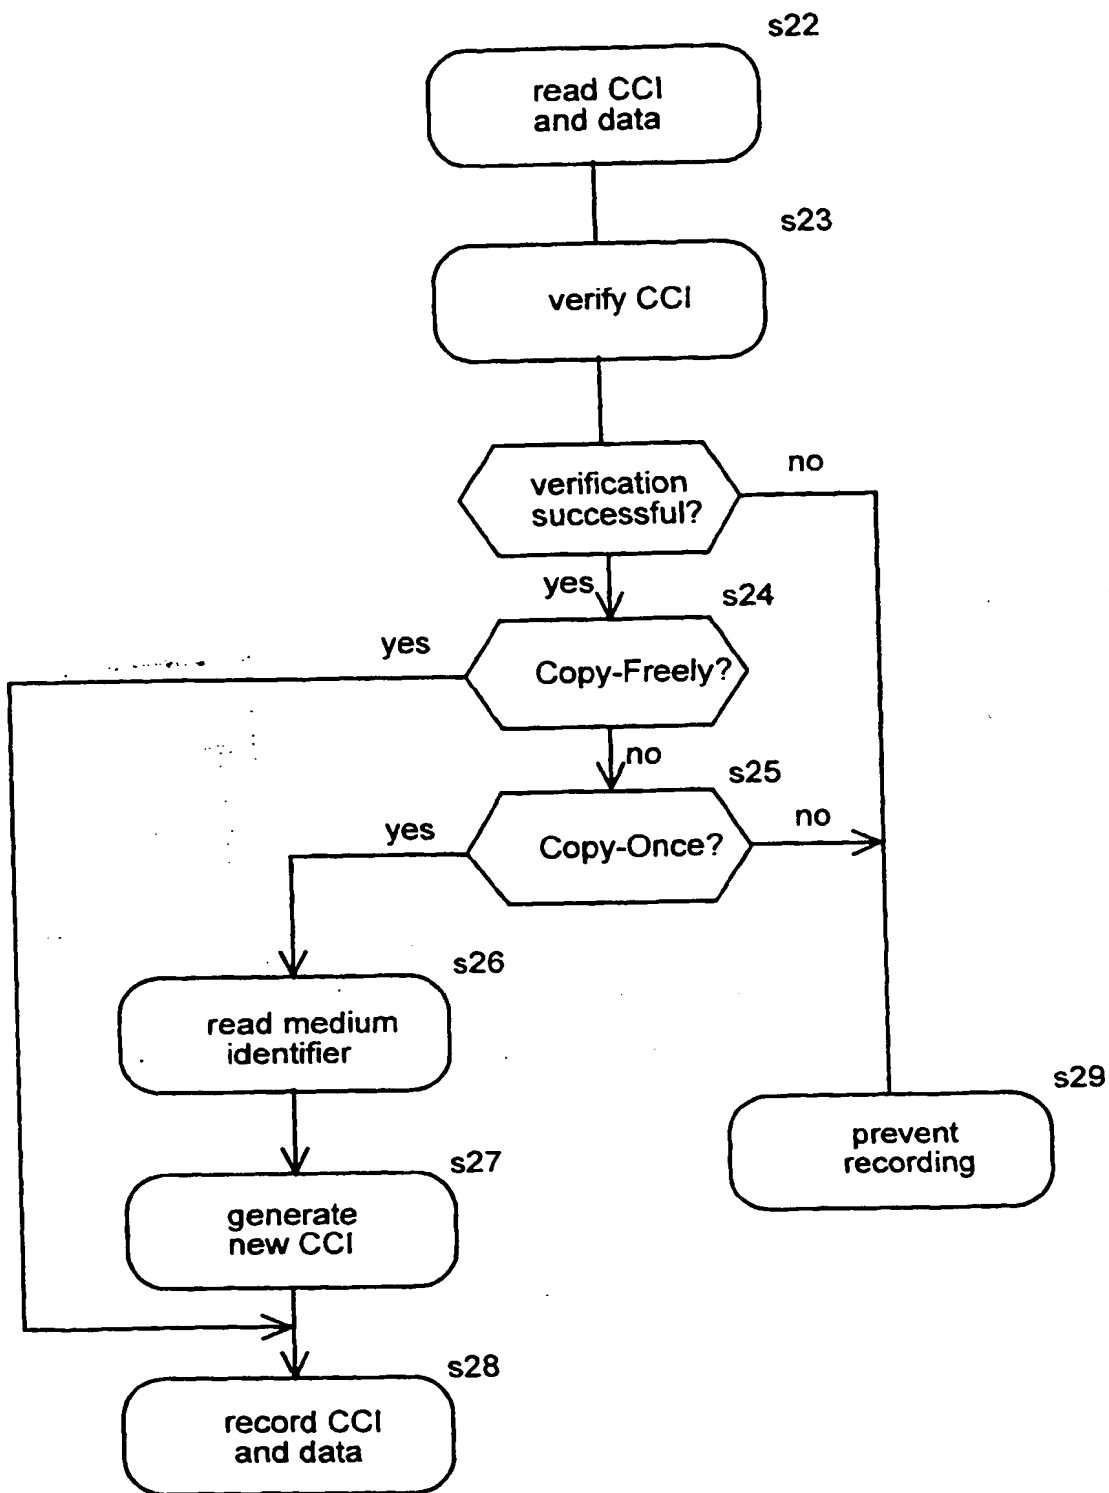 s22
read CCI
and data
s23
verify CCI
verification
successful?
no
yes
s24
yes
Copy-Freely?
no
s25
yes
Copy-Once?
no
s26
read medium
identifier
s29
prevent
recording
s27
generate
new CCI
s28
record CCI
and data